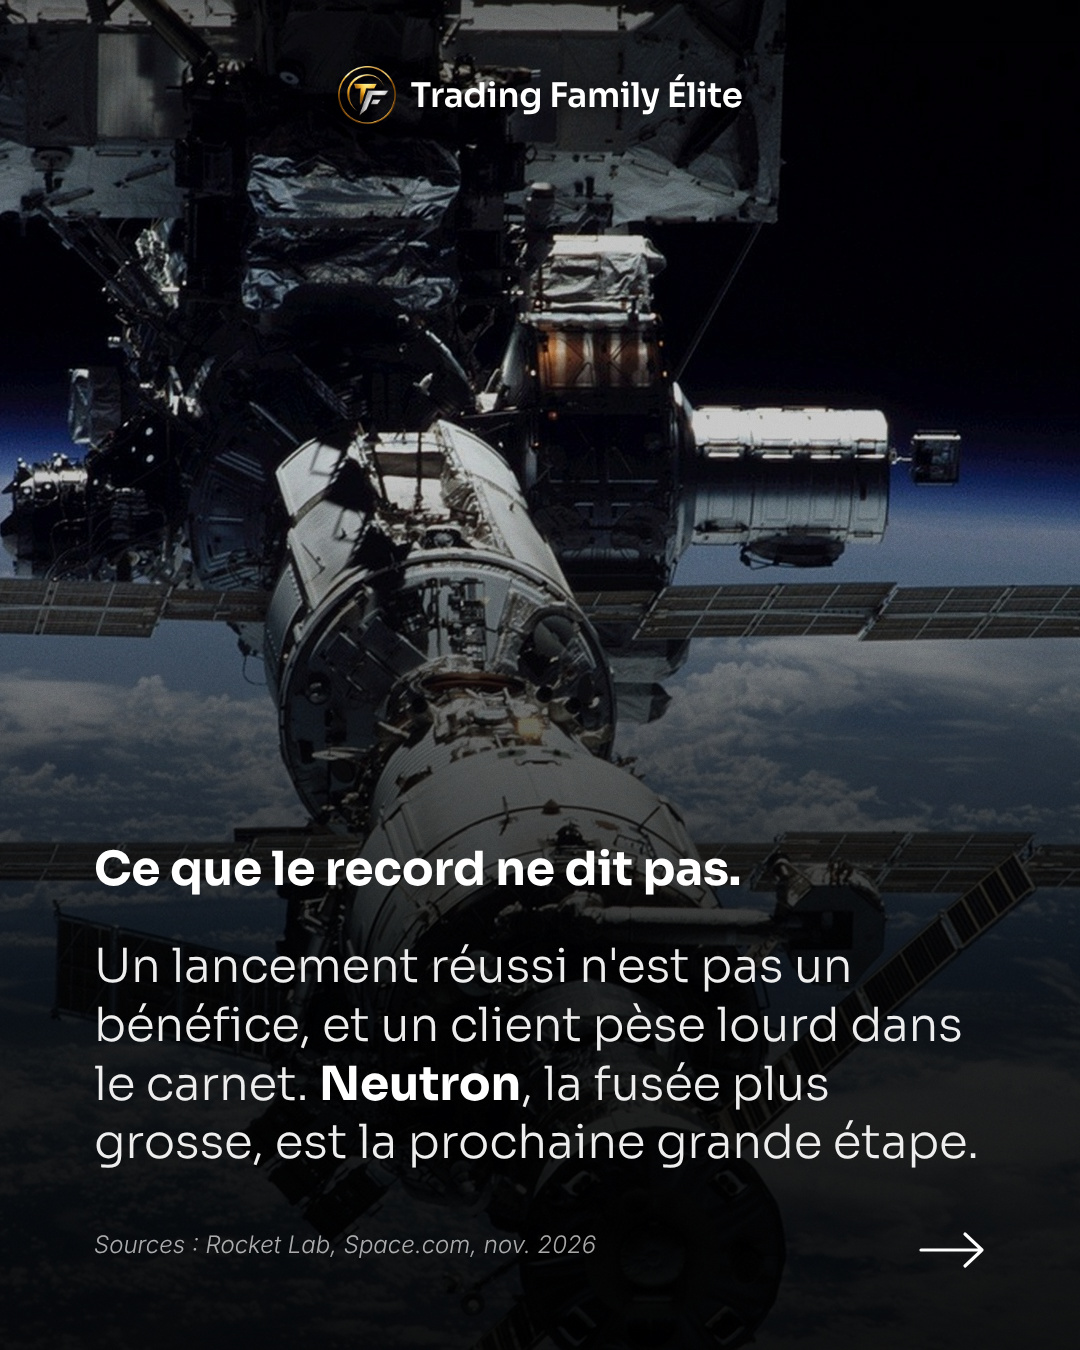 TF Trading Family Élite
Ce que le record ne dit pas.
Un lancement réussi n'est pas un
bénéfice, et un client pèse lourd dans
le carnet. Neutron, la fusée plus
grosse, est la prochaine grande étape.
Sources : Rocket Lab, Space.com, nov. 2026